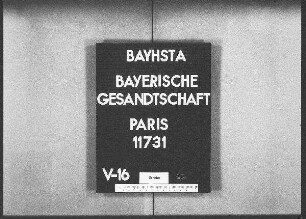 BAYHSTA
BAYERISCHE
GESANDTSCHAFT
PARIS
11731
V-16